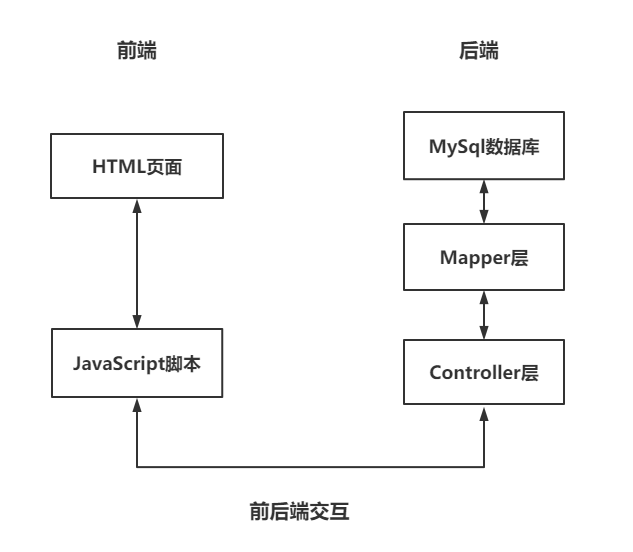 前端
后端
HTML页面
MySql数据库
Mapper层
JavaScript脚本
Controller层
前后端交互